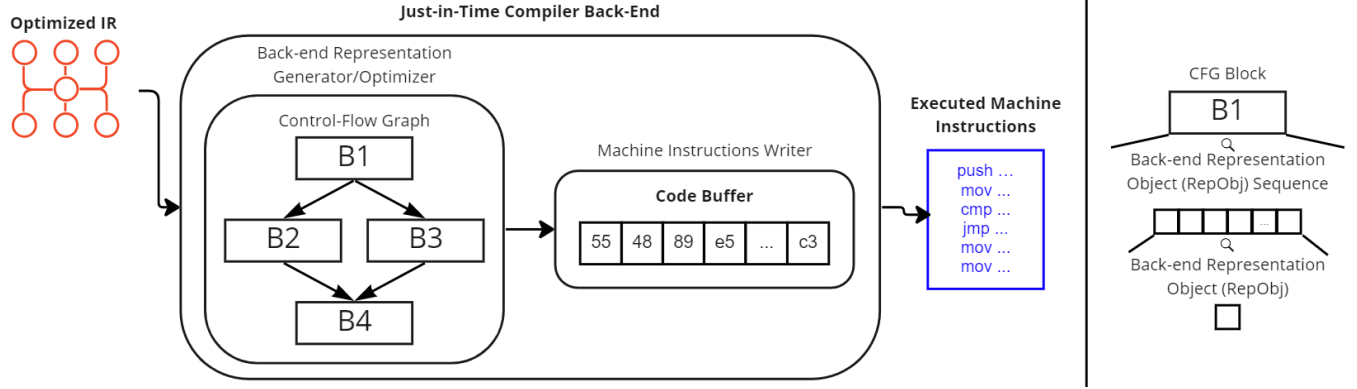 Just-in-Time Compiler Back-End
Optimized IR
Back-end Representation
Generator/Optimizer
Control-Flow Graph
B1
B2
B3
B4
Machine Instructions Writer
Code Buffer
55 48 89 e5 ... c3
Executed Machine
Instructions
push ...
mov ...
cmp ...
jmp ...
mov ...
mov ...
CFG Block
B1
Back-end Representation
Object (RepObj) Sequence
...
Back-end Representation
Object (RepObj)